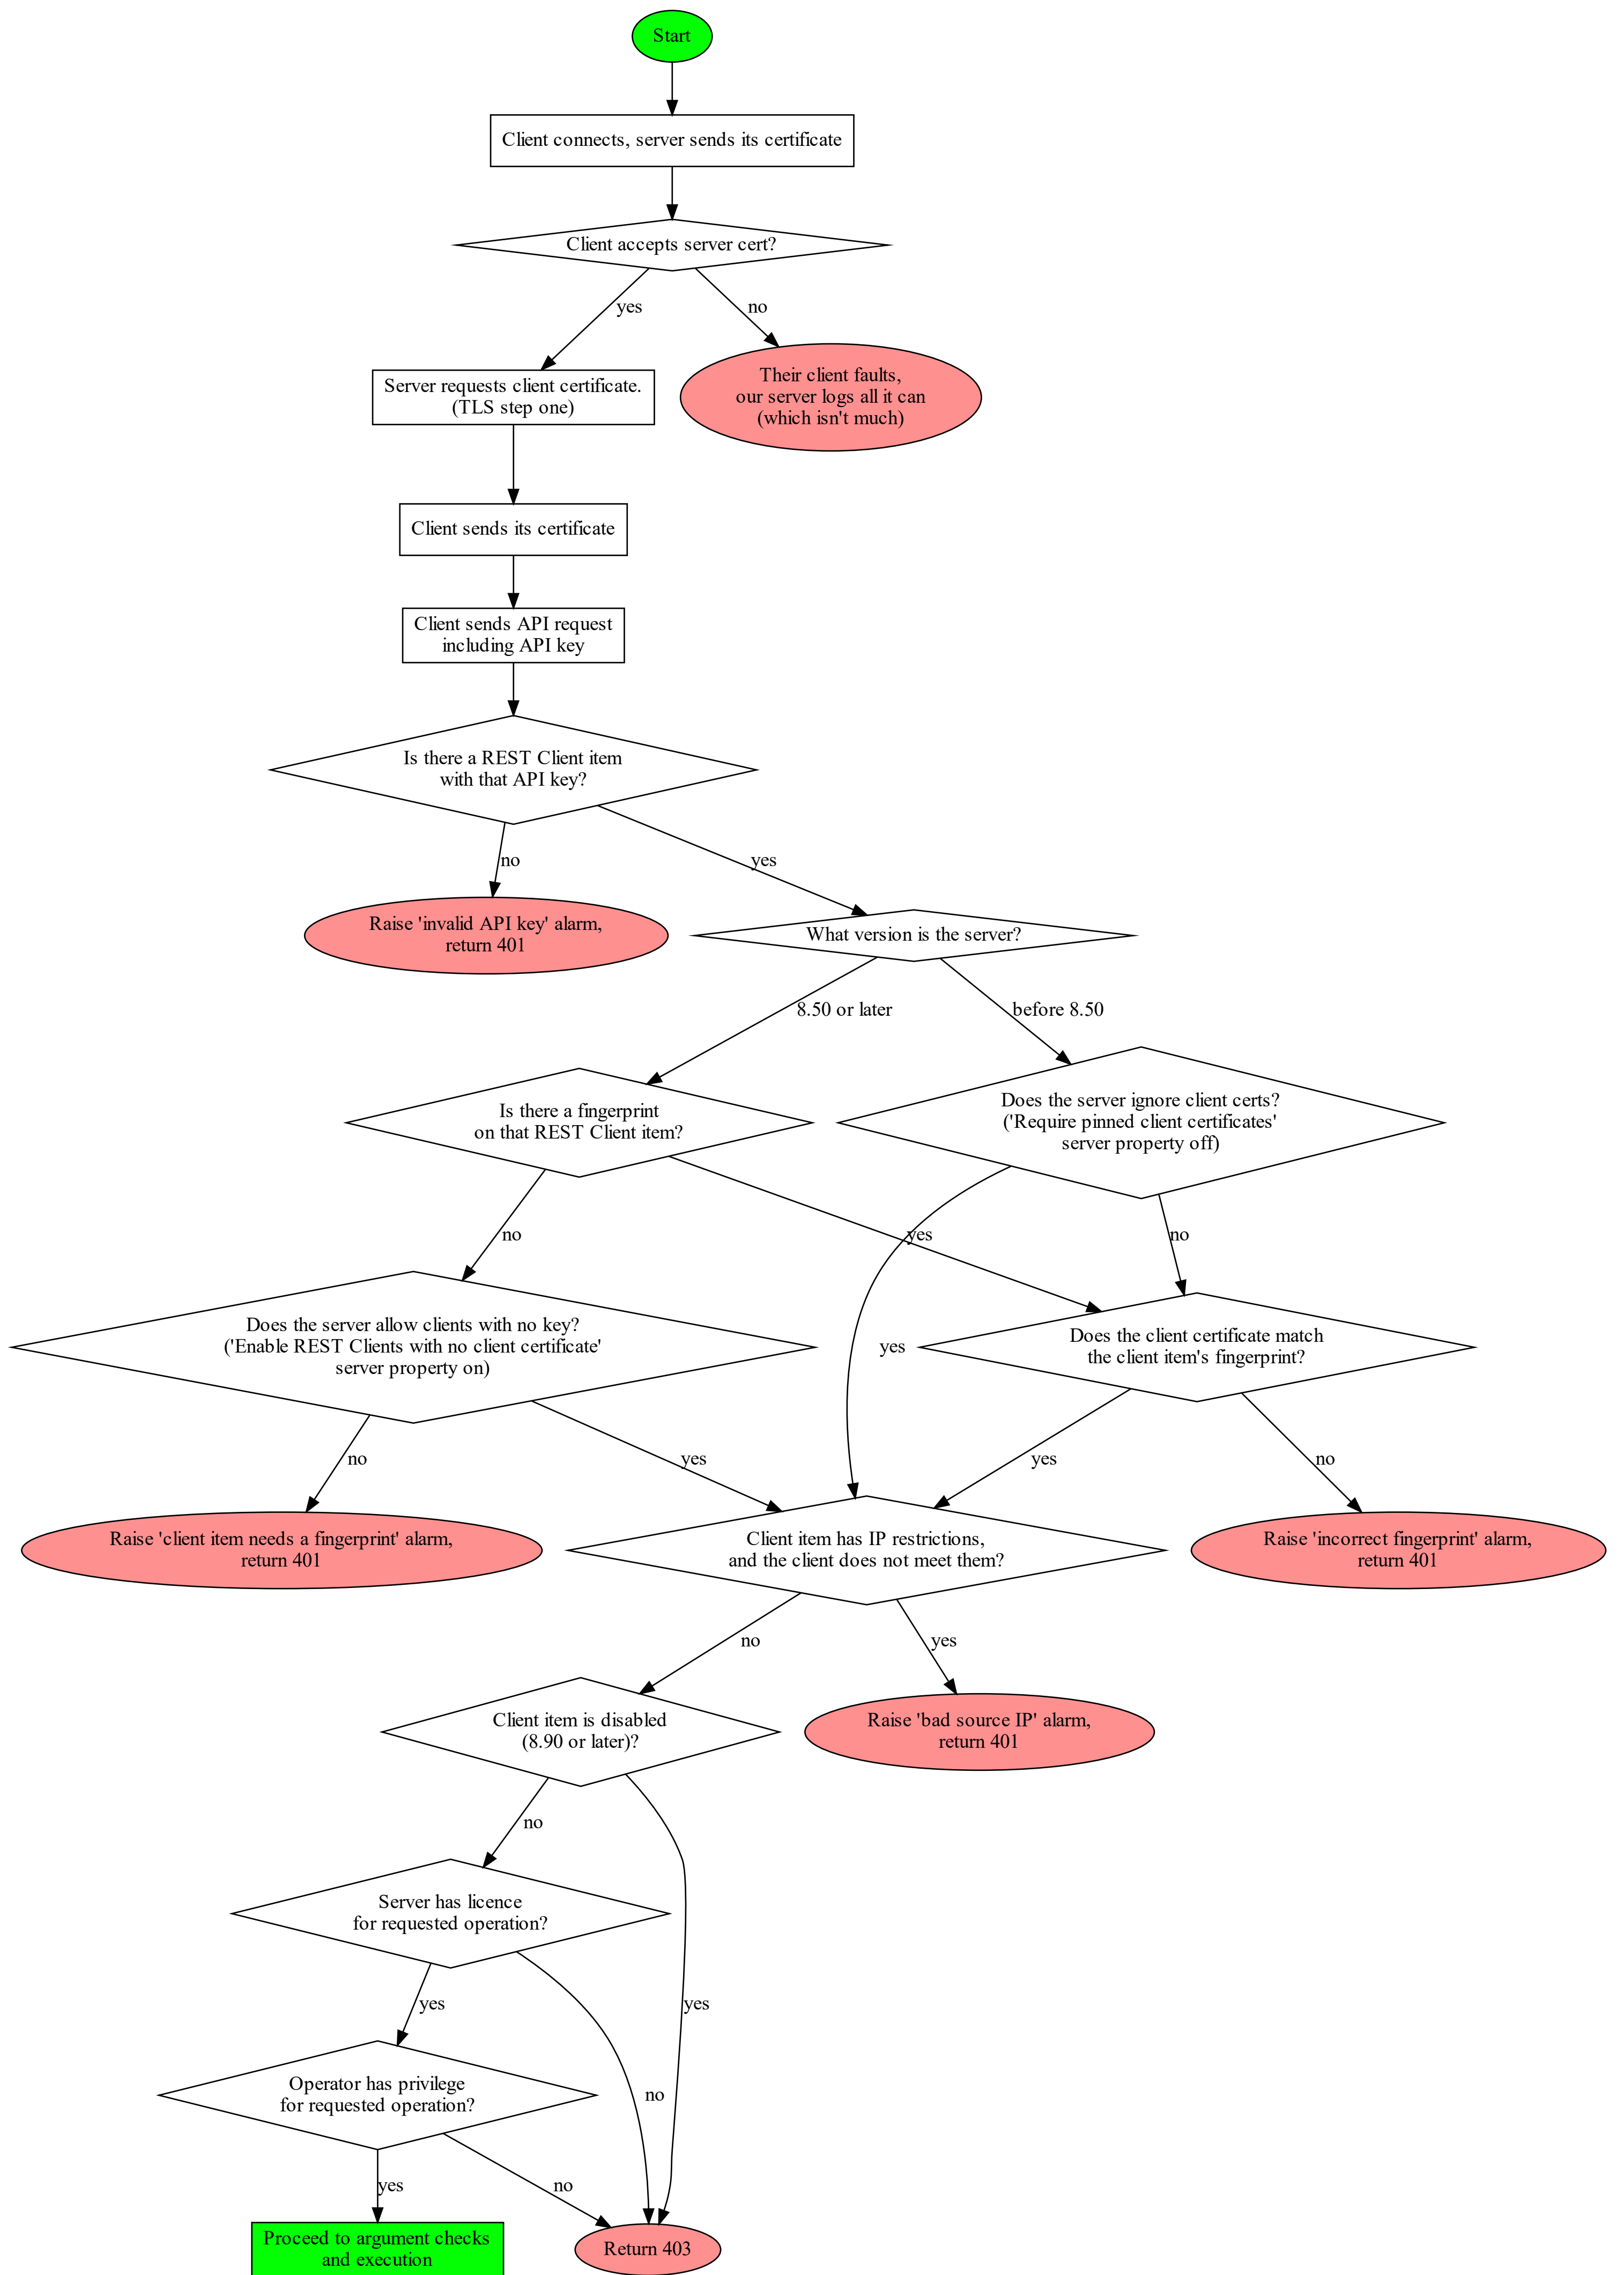 Start
Client connects, server sends its certificate
Client accepts server cert?
yes
no
Server requests client certificate.
(TLS step one)
Their client faults,
our server logs all it can
(which isn't much)
Client sends its certificate
Client sends API request
including API key
Is there a REST Client item
with that API key?
no
yes
Raise 'invalid API key' alarm,
return 401
What version is the server?
8.50 or later
before 8.50
Is there a fingerprint
on that REST Client item?
Does the server ignore client certs?
('Require pinned client certificates'
server property off)
no
yes
no
Does the server allow clients with no key?
('Enable REST Clients with no client certificate'
server property on)
yes
Does the client certificate match
the client item's fingerprint?
no
yes
yes
no
Raise 'client item needs a fingerprint' alarm,
return 401
Client item has IP restrictions,
and the client does not meet them?
Raise 'incorrect fingerprint' alarm,
return 401
no
yes
Client item is disabled
(8.90 or later)?
Raise 'bad source IP' alarm,
return 401
no
Server has licence
for requested operation?
yes
yes
Operator has privilege
for requested operation?
no
yes
no
Proceed to argument checks
and execution
Return 403